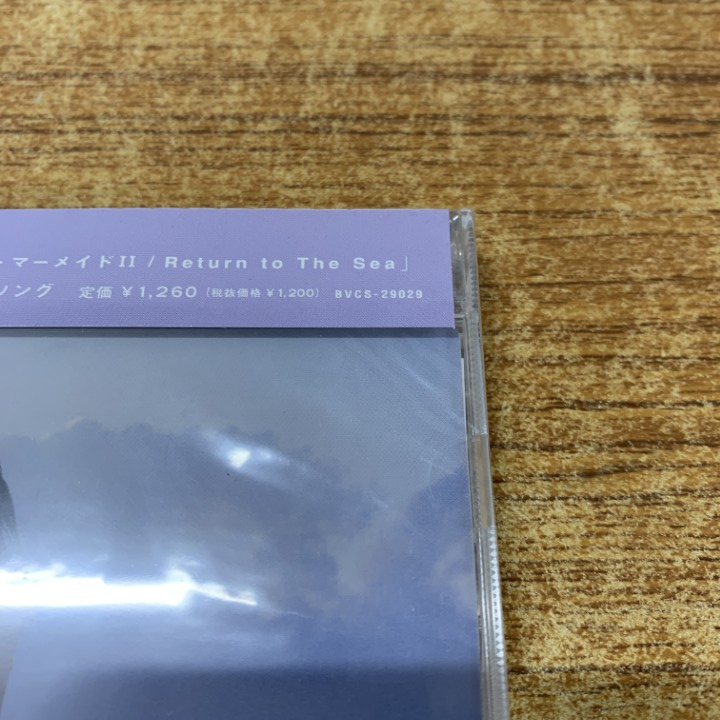 ・マーメイドII / Return to The Sea」
ソング 定価 ¥1,260 (税抜価格 ¥1,200) BVCS-29029